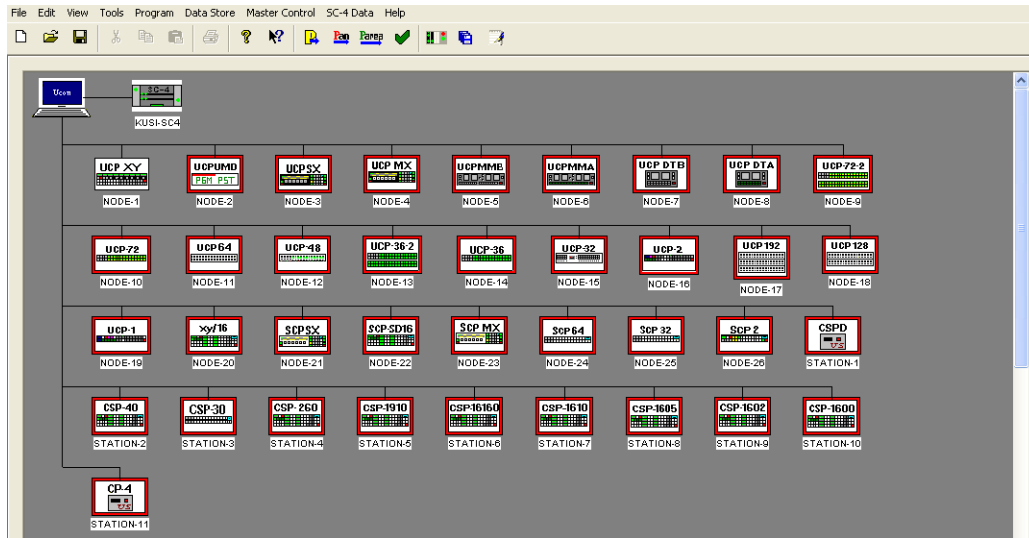 File Edit View Tools Program Data Store Master Control SC-4 Data Help
Pan Parep
Ucom
SC-4
KUSI-SC4
UCP XY UCPUMD UCPSX UCP MX UCPMMB UCPMMA UCP DTB UCP DTA UCP-72-2
PGM PST
NODE-1 NODE-2 NODE-3 NODE-4 NODE-5 NODE-6 NODE-7 NODE-8 NODE-9
UCP-72 UCP64 UCP-48 UCP-36-2 UCP-36 UCP-32 UCP-2 UCP192 UCP128
NODE-10 NODE-11 NODE-12 NODE-13 NODE-14 NODE-15 NODE-16 NODE-17 NODE-18
UCP-1 xy/16 SCPSX SCP-SD16 SCP MX SCP64 SCP 32 SCP 2 CSPD
VS
NODE-19 NODE-20 NODE-21 NODE-22 NODE-23 NODE-24 NODE-25 NODE-26 STATION-1
CSP-40 CSP-30 CSP-260 CSP-1910 CSP-16160 CSP-1610 CSP-1605 CSP-1602 CSP-1600
STATION-2 STATION-3 STATION-4 STATION-5 STATION-6 STATION-7 STATION-8 STATION-9 STATION-10
CP-4
VS
STATION-11